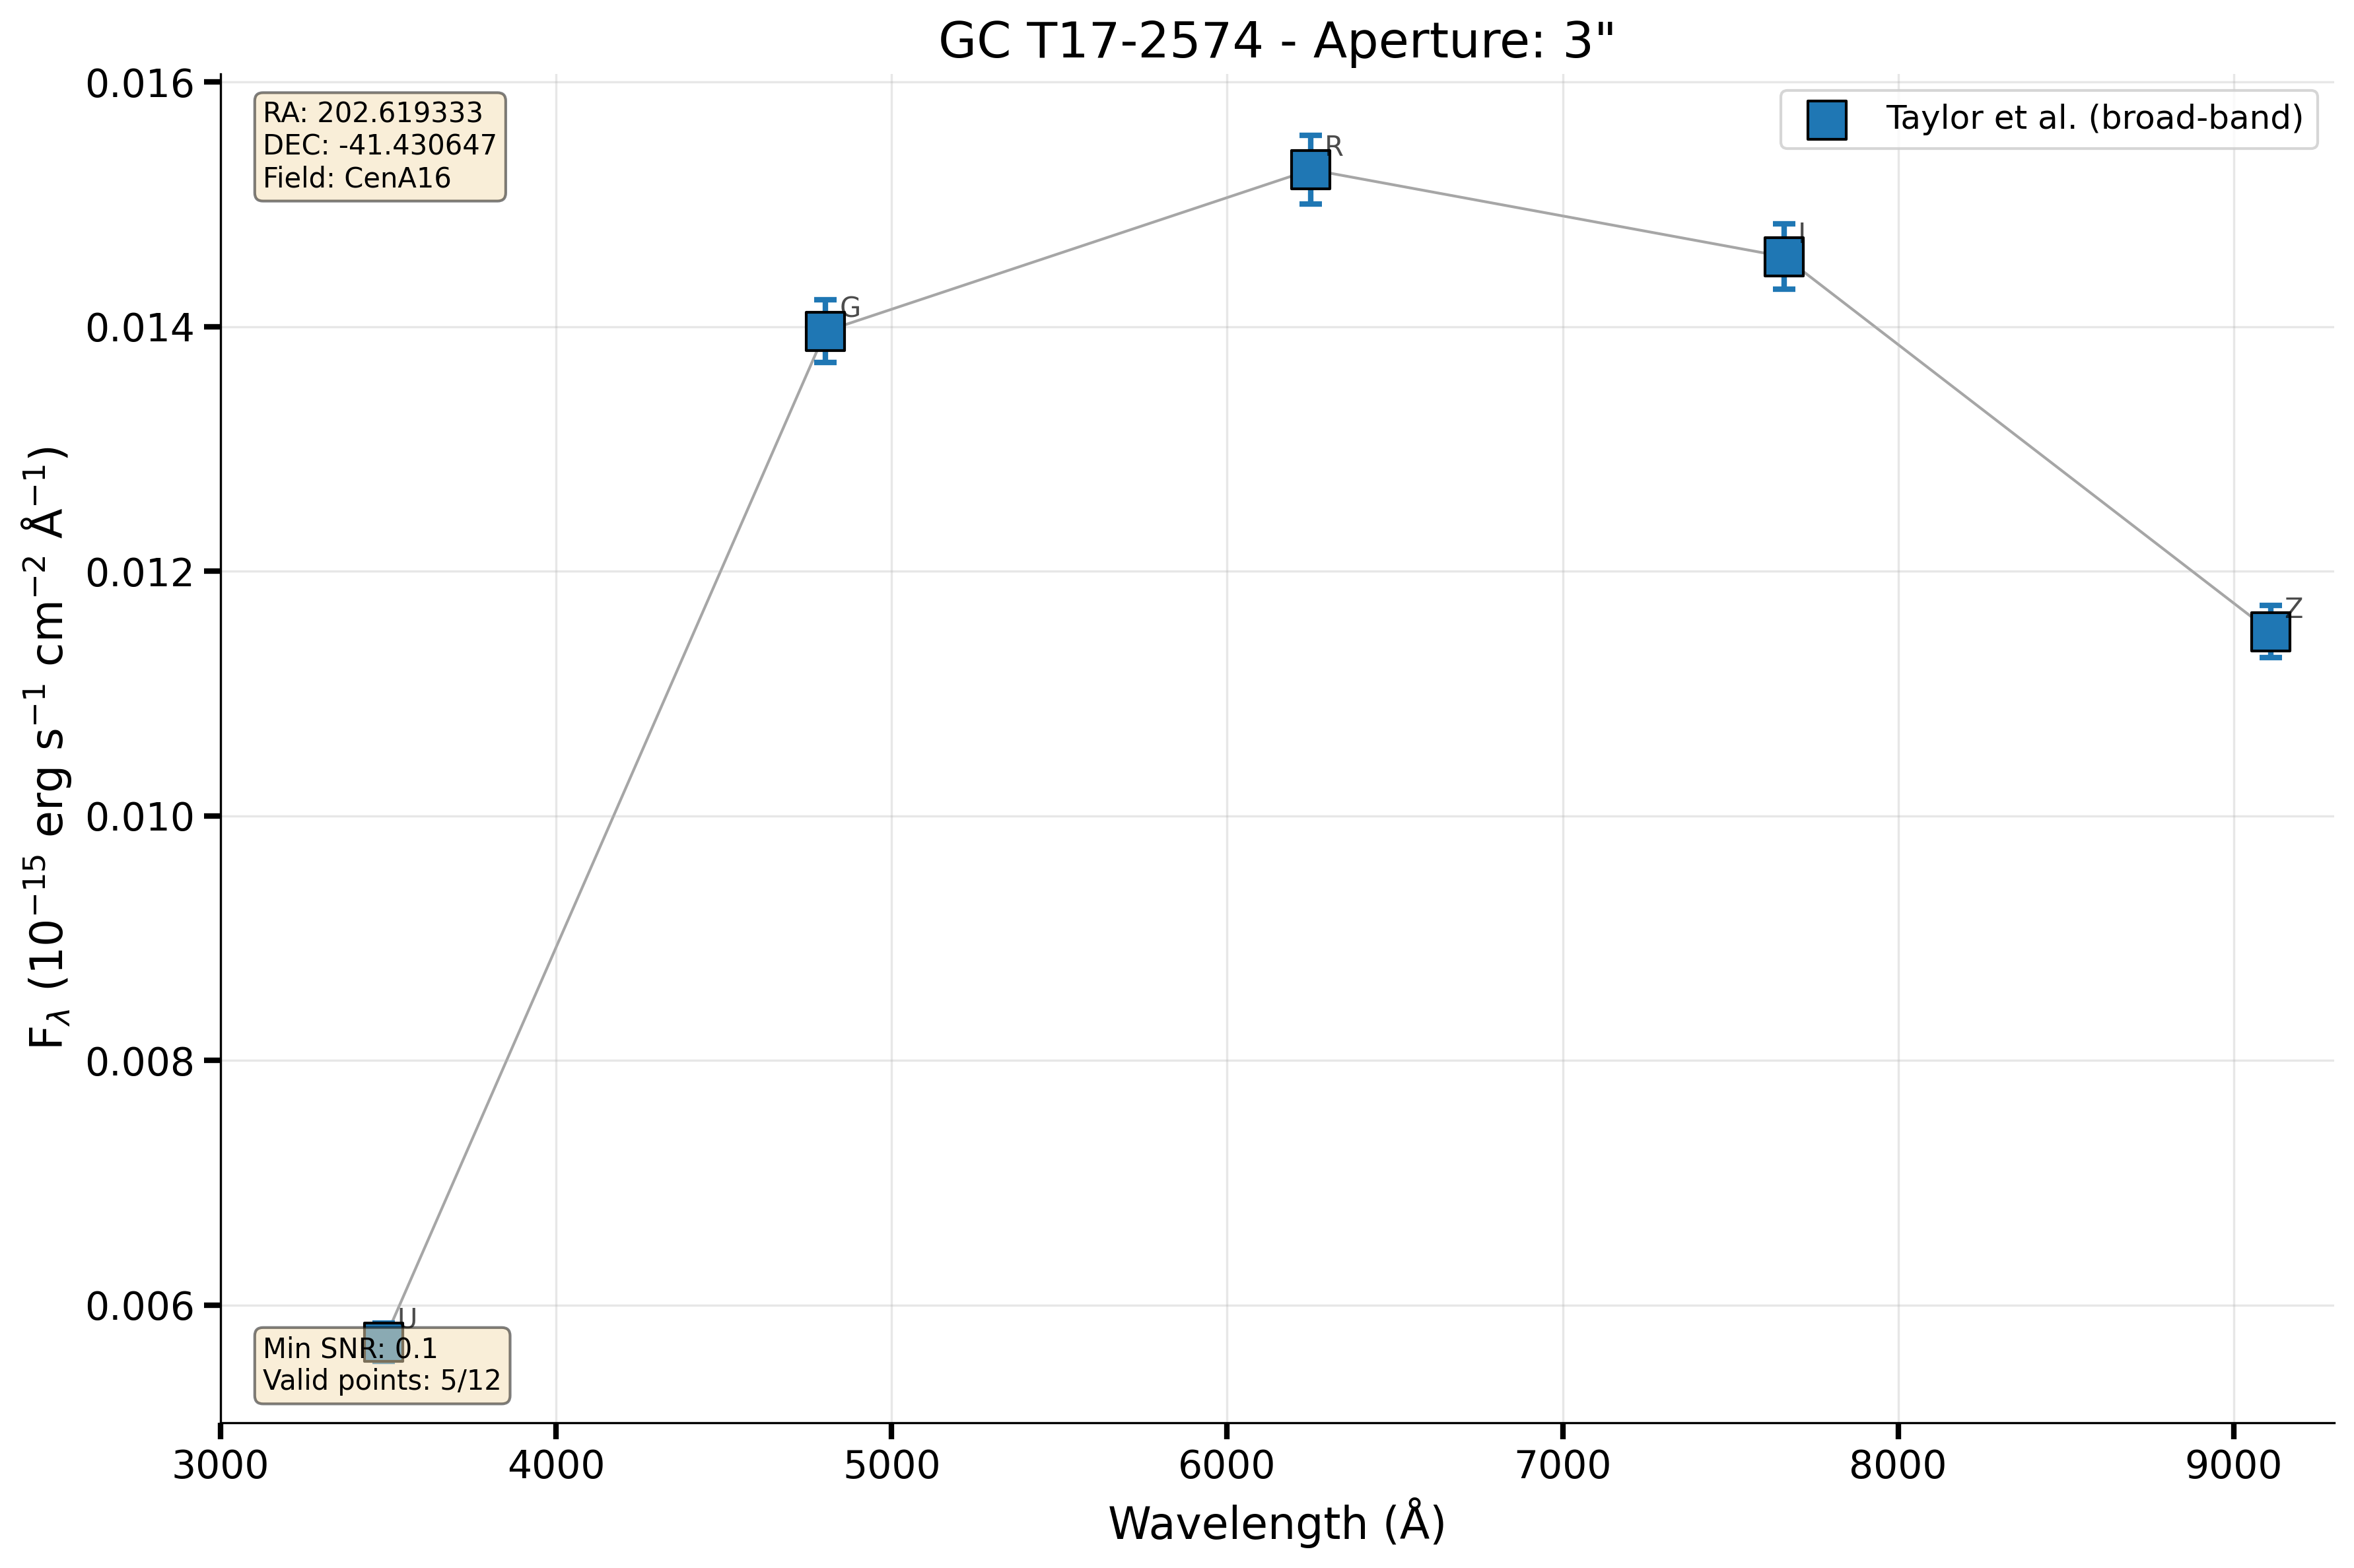 GC T17-2574 - Aperture: 3"
0.016
0.014
0.012
0.010
0.008
0.006
F_λ (10⁻¹⁵ erg s⁻¹ cm⁻² Å⁻¹)
RA: 202.619333
DEC: -41.430647
Field: CenA16
Taylor et al. (broad-band)
R
I
G
Z
U
Min SNR: 0.1
Valid points: 5/12
3000 4000 5000 6000 7000 8000 9000
Wavelength (Å)